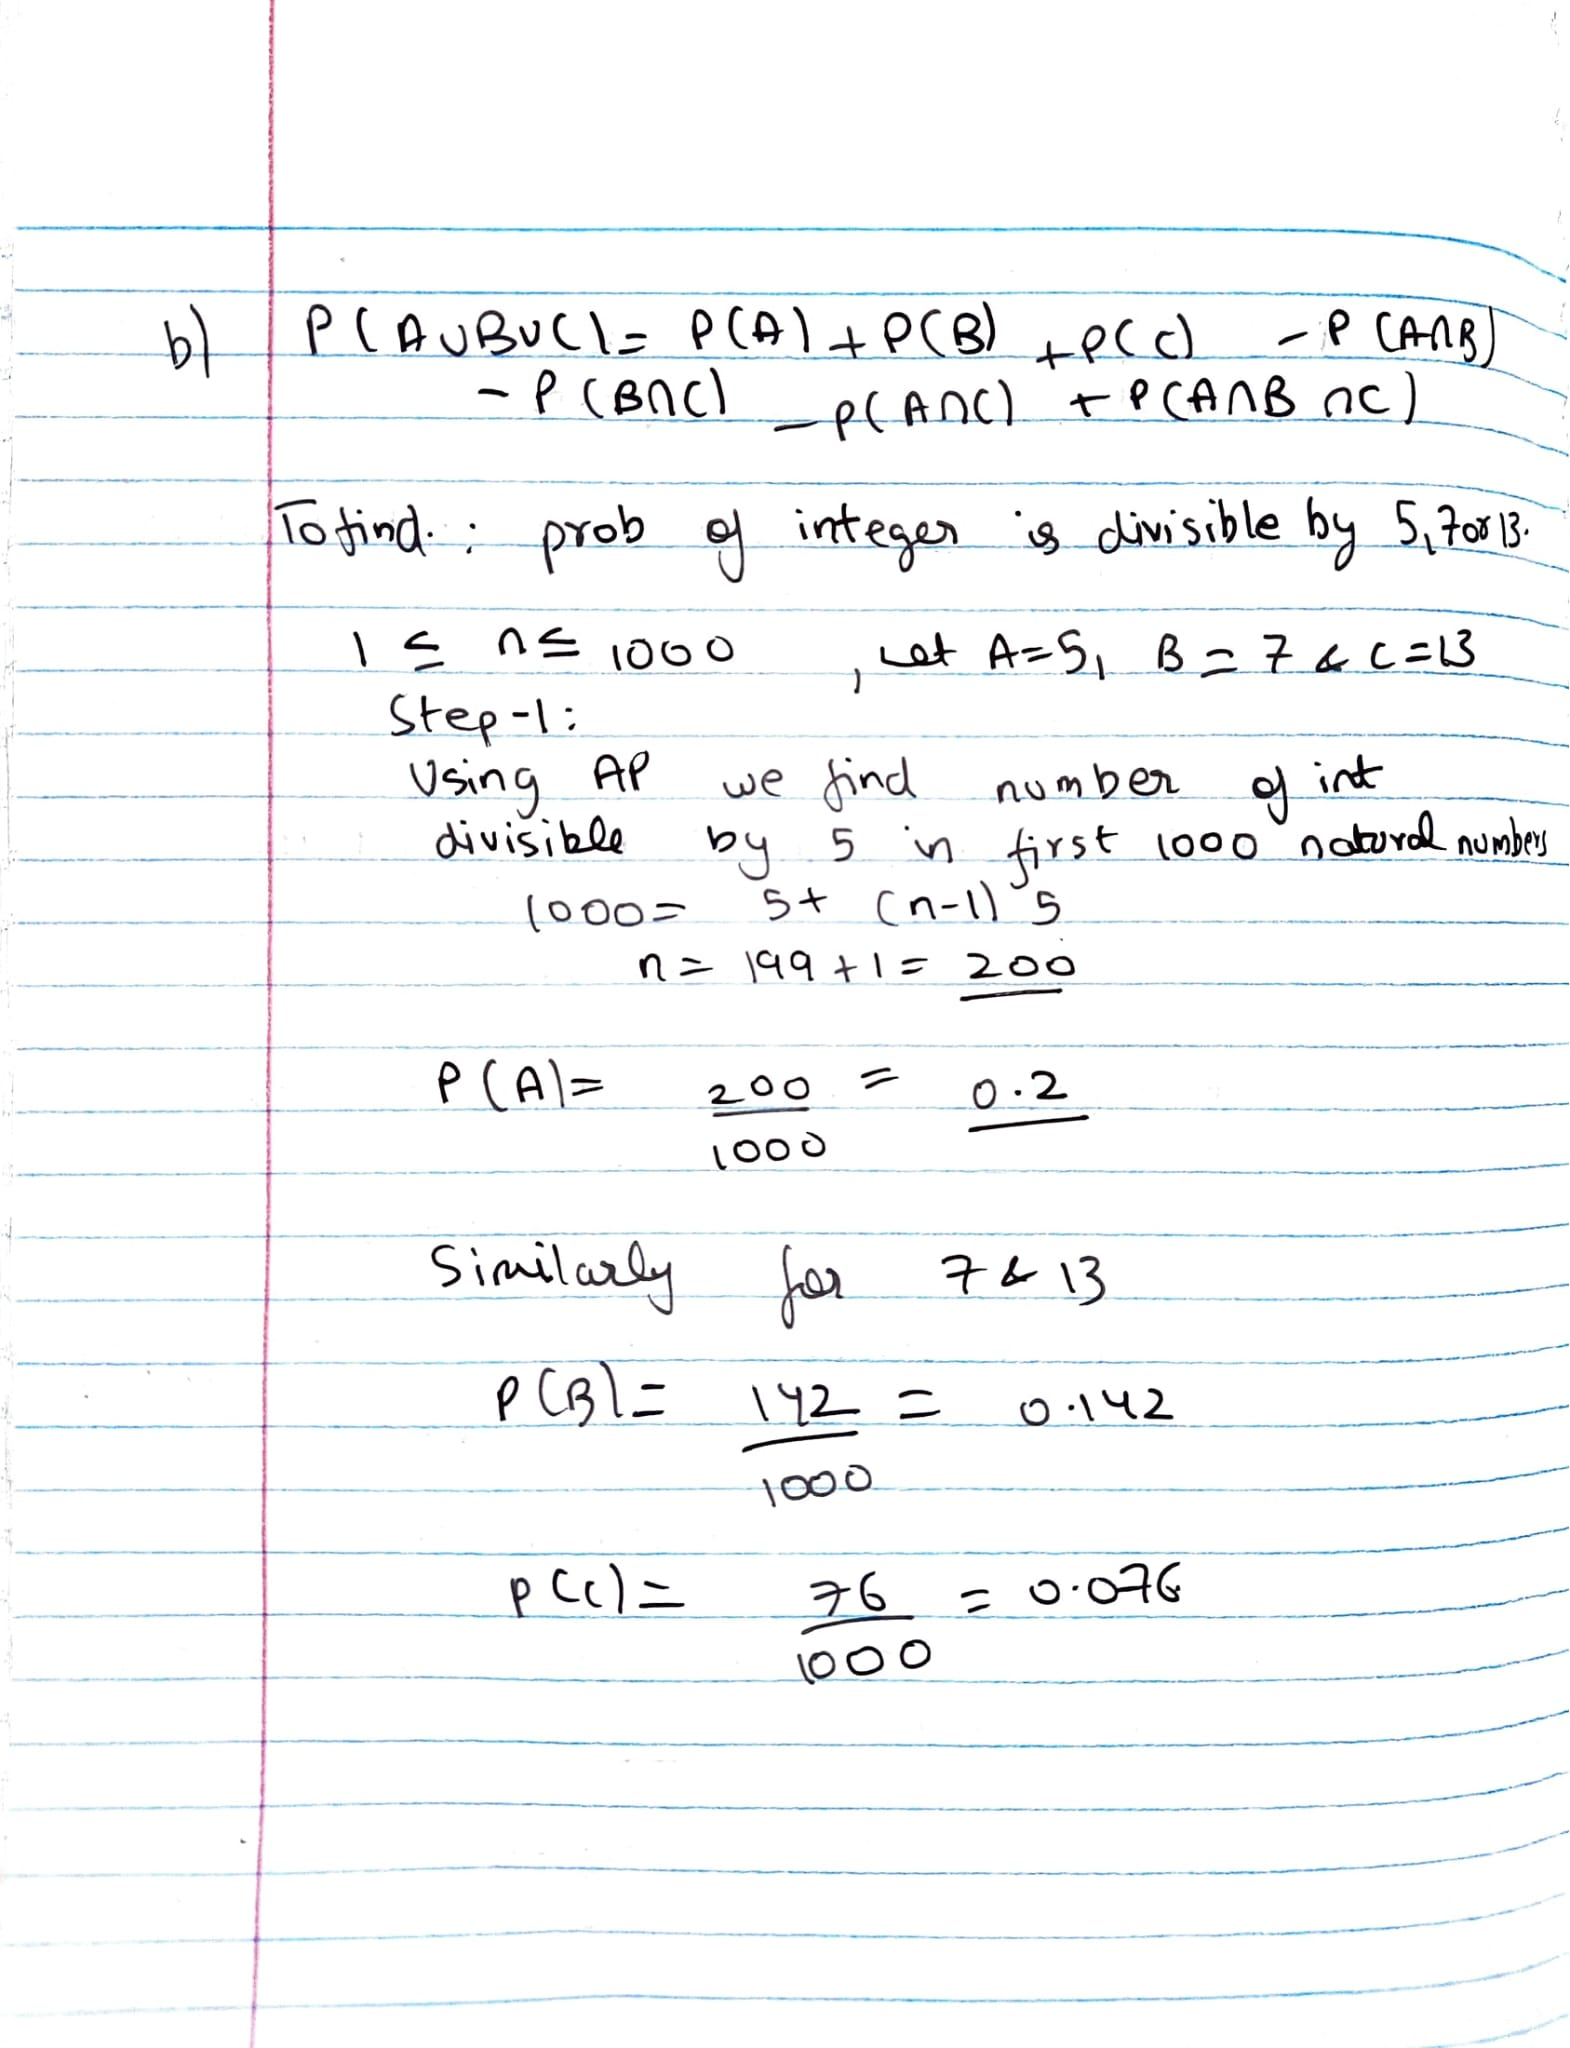 b) P(A∪B∪C) = P(A) + P(B) + P(C) - P(A∩B)
- P(B∩C) - P(A∩C) + P(A∩B∩C)
To find : prob of integer is divisible by 5, 7 or 13.
1 ≤ n ≤ 1000 , Let A=5, B=7 & C=13
Step-1:
Using AP we find number of int
divisible by 5 in first 1000 natural numbers
1000 = 5+ (n-1) 5
n = 199 + 1 = 200
P(A) = 200/1000 = 0.2
Similarly for 7 & 13
P(B) = 142/1000 = 0.142
P(C) = 76/1000 = 0.076